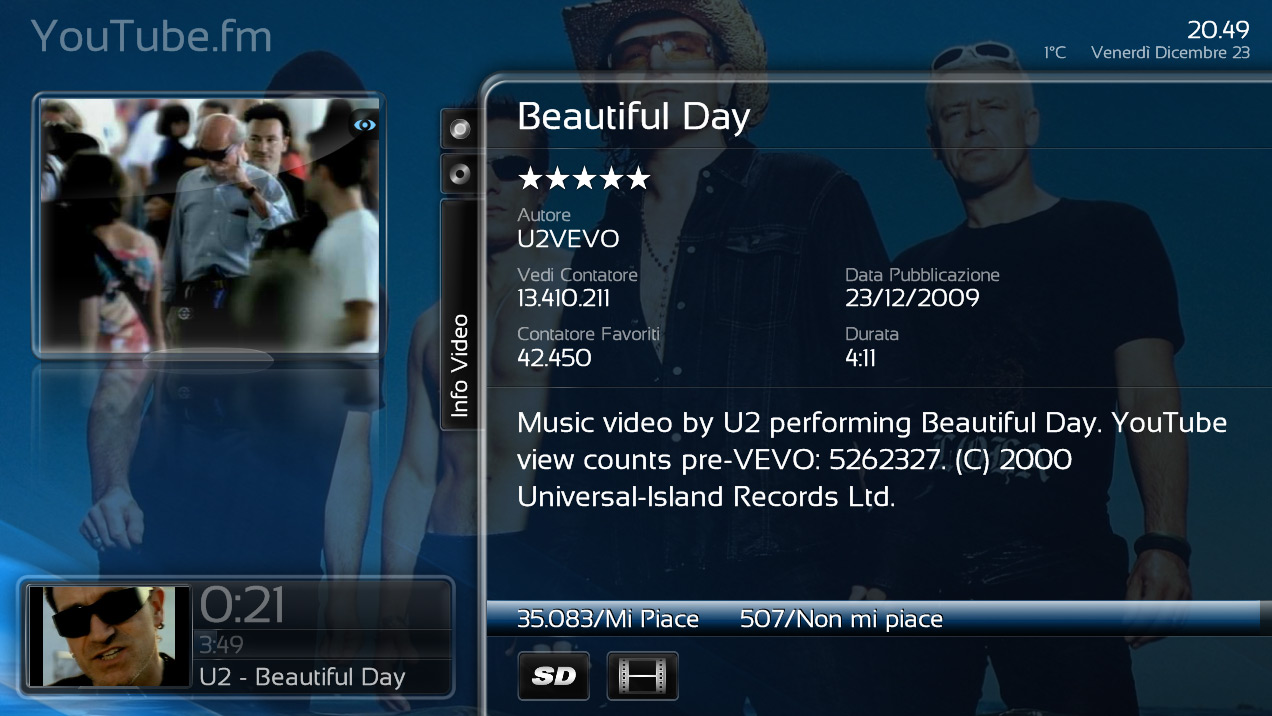 YouTube.fm
20.49
1°C Venerdì Dicembre 23
Beautiful Day
Autore
U2VEVO
Vedi Contatore Data Pubblicazione
13.410.211 23/12/2009
Contatore Favoriti Durata
42.450 4:11
Info Video
Music video by U2 performing Beautiful Day. YouTube
view counts pre-VEVO: 5262327. (C) 2000
Universal-Island Records Ltd.
35.083/Mi Piace 507/Non mi piace
SD
0:21
3:49
U2 - Beautiful Day